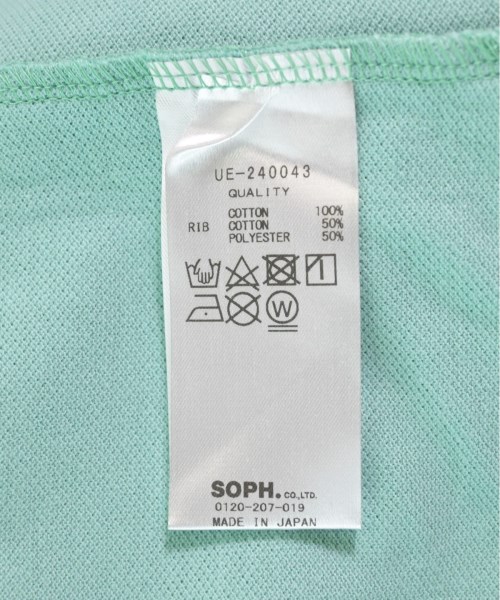 UE-240043
QUALITY
COTTON 100%
RIB COTTON 50%
POLYESTER 50%
W
SOPH. CO.,LTD.
0120-207-019
MADE IN JAPAN